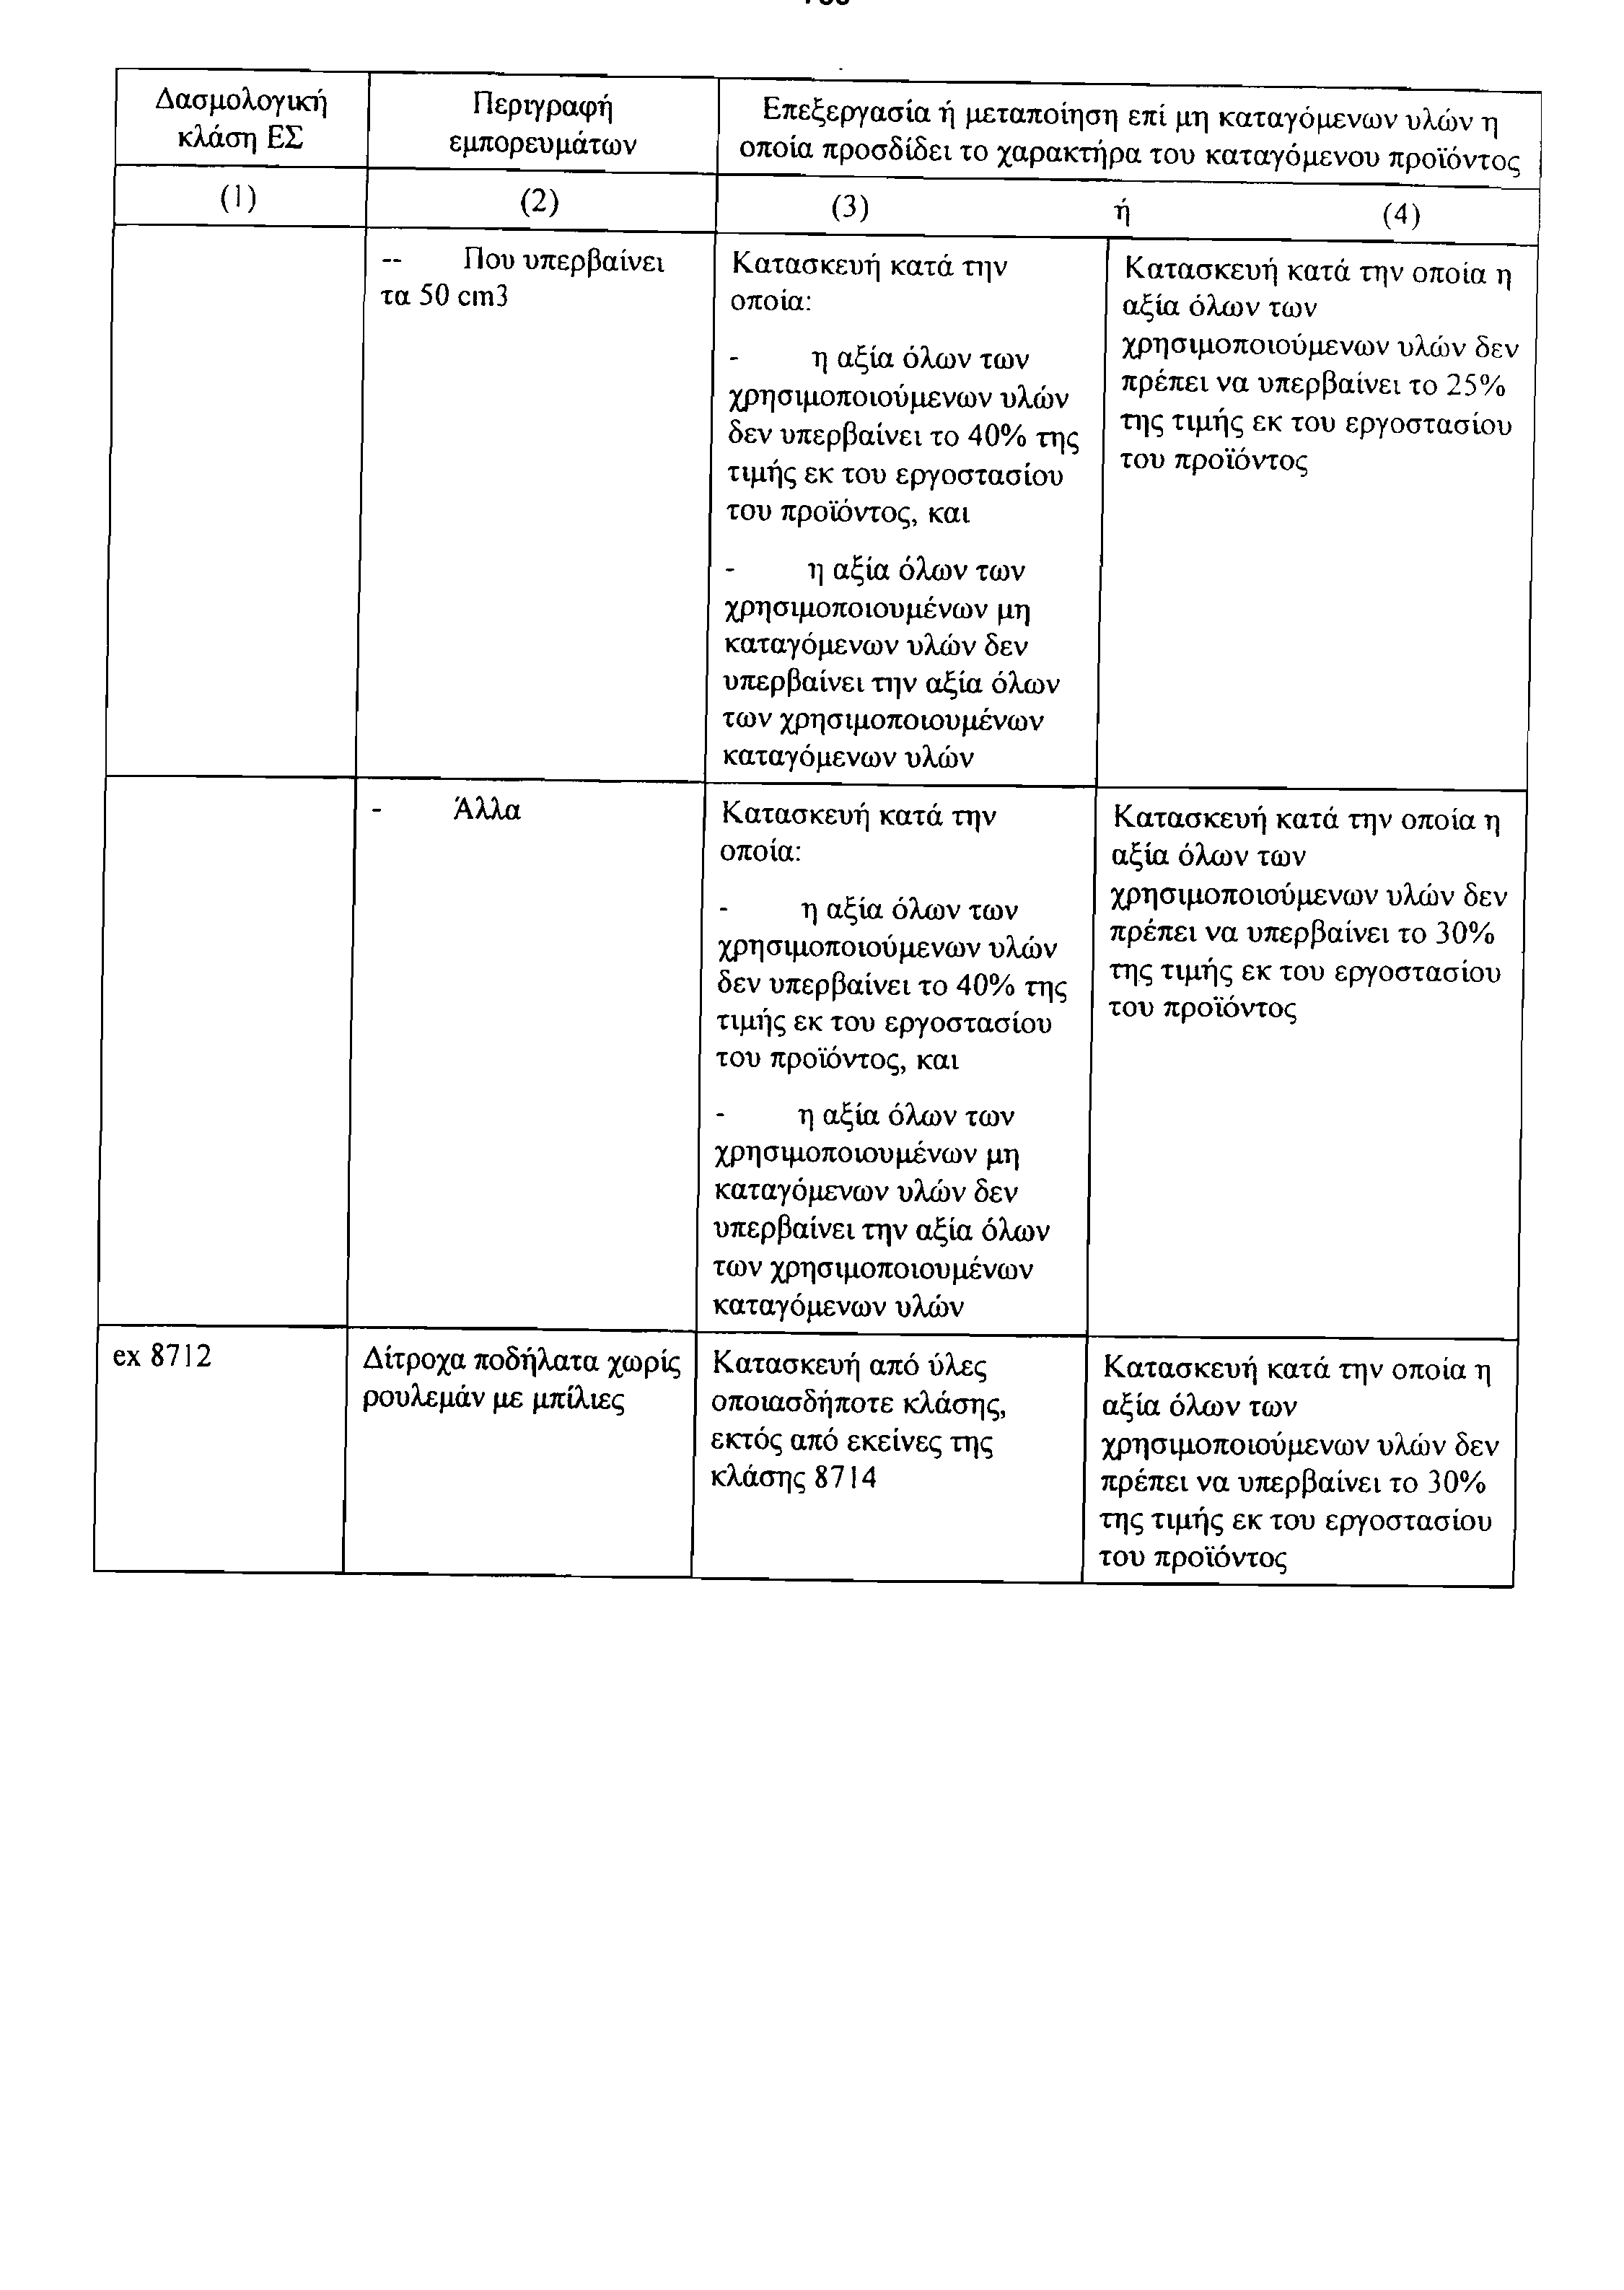 Δασμολογική
κλάση ΕΣ
Περιγραφή
εμπορευμάτων
Επεξεργασία ή μεταποίηση επί μη καταγόμενων υλών η
οποία προσδίδει το χαρακτήρα του καταγόμενου προϊόντος
(1)
(2)
(3) ή (4)
-- Που υπερβαίνει
τα 50 cm3
Κατασκευή κατά την
οποία:
- η αξία όλων των
χρησιμοποιούμενων υλών
δεν υπερβαίνει το 40% της
τιμής εκ του εργοστασίου
του προϊόντος, και
- η αξία όλων των
χρησιμοποιουμένων μη
καταγόμενων υλών δεν
υπερβαίνει την αξία όλων
των χρησιμοποιουμένων
καταγόμενων υλών
Κατασκευή κατά την οποία η
αξία όλων των
χρησιμοποιούμενων υλών δεν
πρέπει να υπερβαίνει το 25%
της τιμής εκ του εργοστασίου
του προϊόντος
- Άλλα
Κατασκευή κατά την
οποία:
- η αξία όλων των
χρησιμοποιούμενων υλών
δεν υπερβαίνει το 40% της
τιμής εκ του εργοστασίου
του προϊόντος, και
- η αξία όλων των
χρησιμοποιουμένων μη
καταγόμενων υλών δεν
υπερβαίνει την αξία όλων
των χρησιμοποιουμένων
καταγόμενων υλών
Κατασκευή κατά την οποία η
αξία όλων των
χρησιμοποιούμενων υλών δεν
πρέπει να υπερβαίνει το 30%
της τιμής εκ του εργοστασίου
του προϊόντος
ex 8712
Δίτροχα ποδήλατα χωρίς
ρουλεμάν με μπίλιες
Κατασκευή από ύλες
οποιασδήποτε κλάσης,
εκτός από εκείνες της
κλάσης 8714
Κατασκευή κατά την οποία η
αξία όλων των
χρησιμοποιούμενων υλών δεν
πρέπει να υπερβαίνει το 30%
της τιμής εκ του εργοστασίου
του προϊόντος